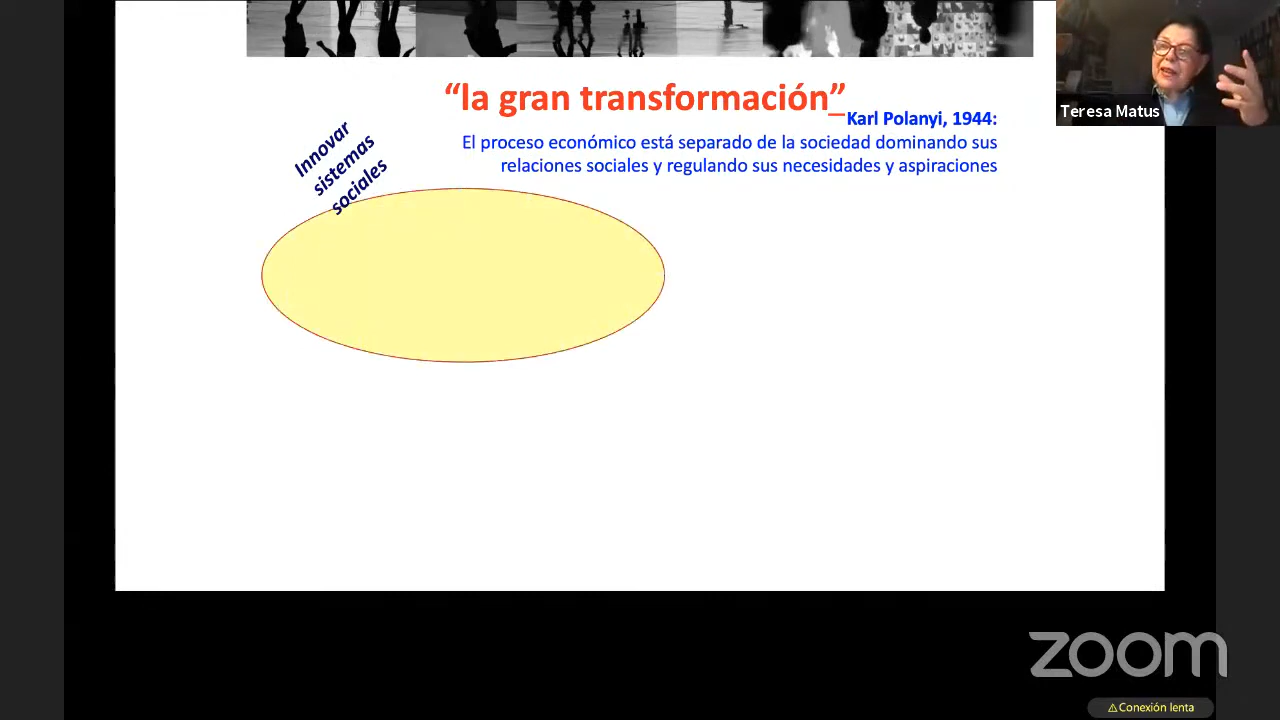 “la gran transformación”
Karl Polanyi, 1944:
El proceso económico está separado de la sociedad dominando sus
relaciones sociales y regulando sus necesidades y aspiraciones
Innovar
sistemas
sociales
Teresa Matus
zoom
⚠Conexión lenta